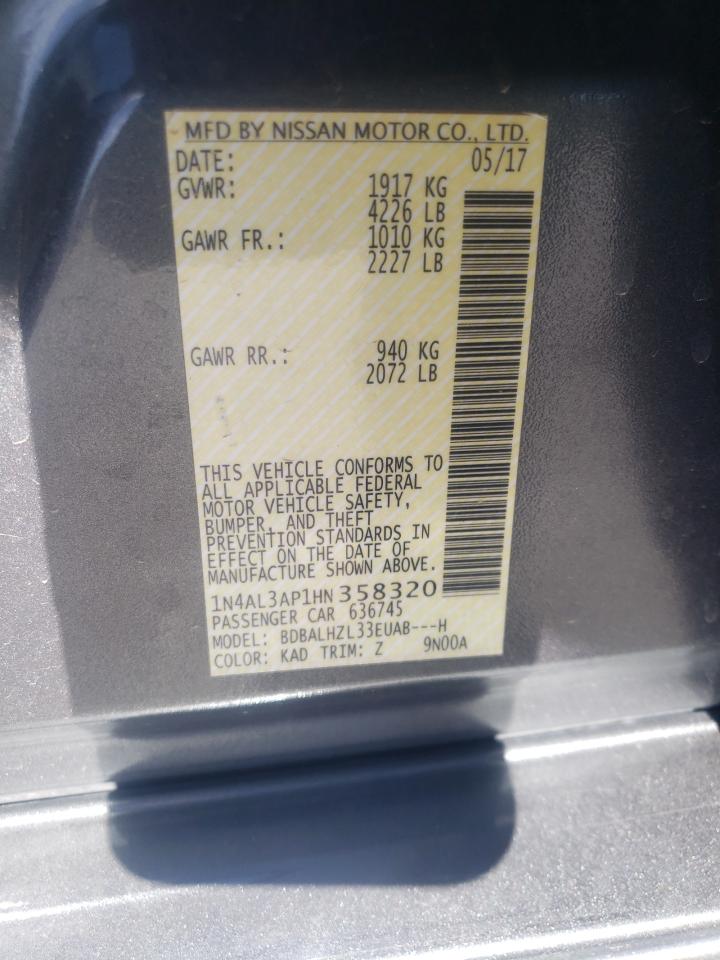 MFD BY NISSAN MOTOR CO., LTD.
DATE: 05/17
GVWR: 1917 KG
4226 LB
GAWR FR.: 1010 KG
2227 LB
GAWR RR.: 940 KG
2072 LB
THIS VEHICLE CONFORMS TO
ALL APPLICABLE FEDERAL
MOTOR VEHICLE SAFETY,
BUMPER, AND THEFT
PREVENTION STANDARDS IN
EFFECT ON THE DATE OF
MANUFACTURE SHOWN ABOVE.
1N4AL3AP1HN358320
PASSENGER CAR 636745
MODEL: BDBALHZL33EUAB---H
COLOR: KAD TRIM: Z 9N00A